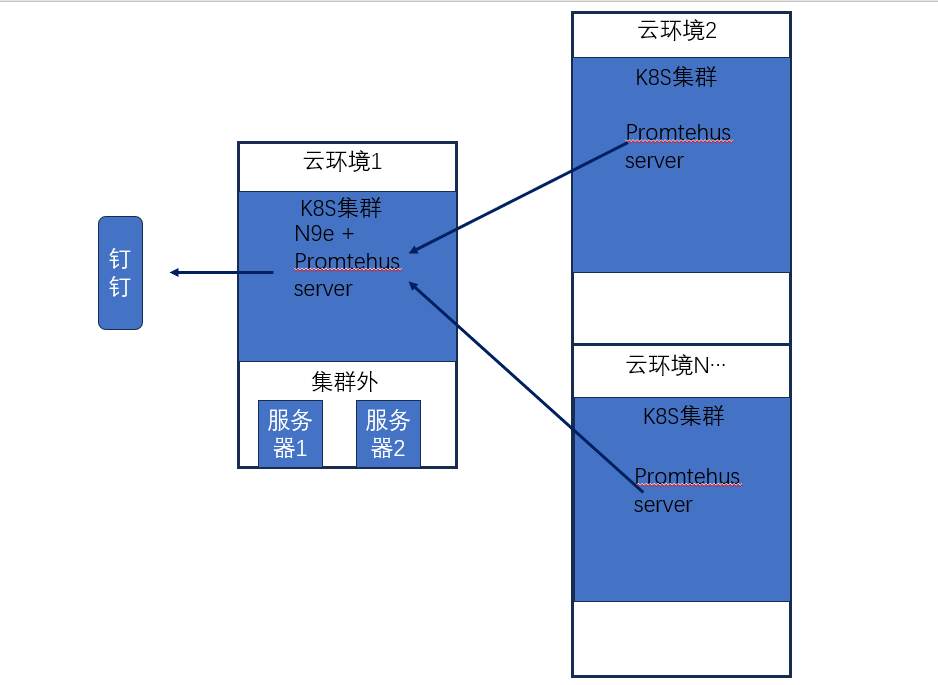 钉
钉
云环境1
K8S集群
N9e +
Promtehus
server
集群外
服务
器1
服务
器2
云环境2
K8S集群
Promtehus
server
云环境N…
K8S集群
Promtehus
server